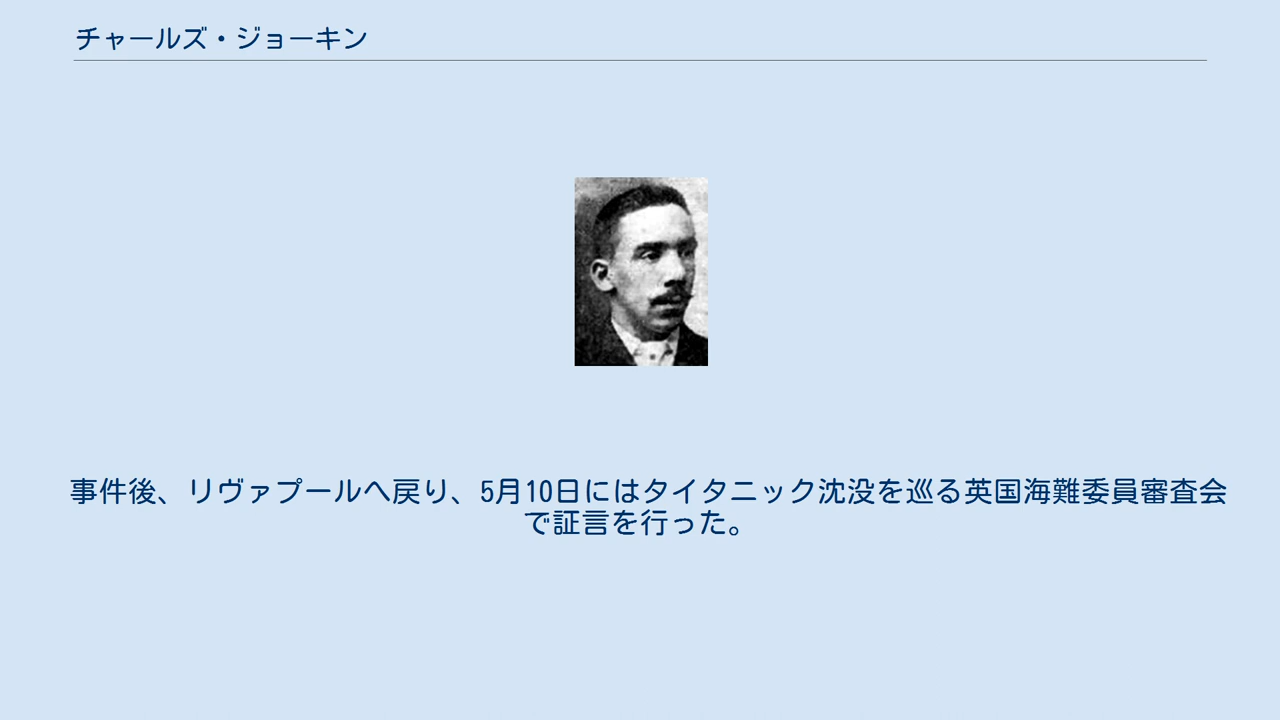 チャールズ・ジョーキン
事件後、リヴァプールへ戻り、5月10日にはタイタニック沈没を巡る英国海難委員審査会
で証言を行った。